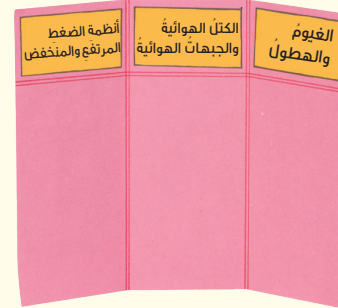 الغيومُ
والهطولُ
الكتلُ الهوائيةُ
والجبهاتُ الهوائيةُ
أنظمة الضغطِ
المرتفعِ والمنخفضِ